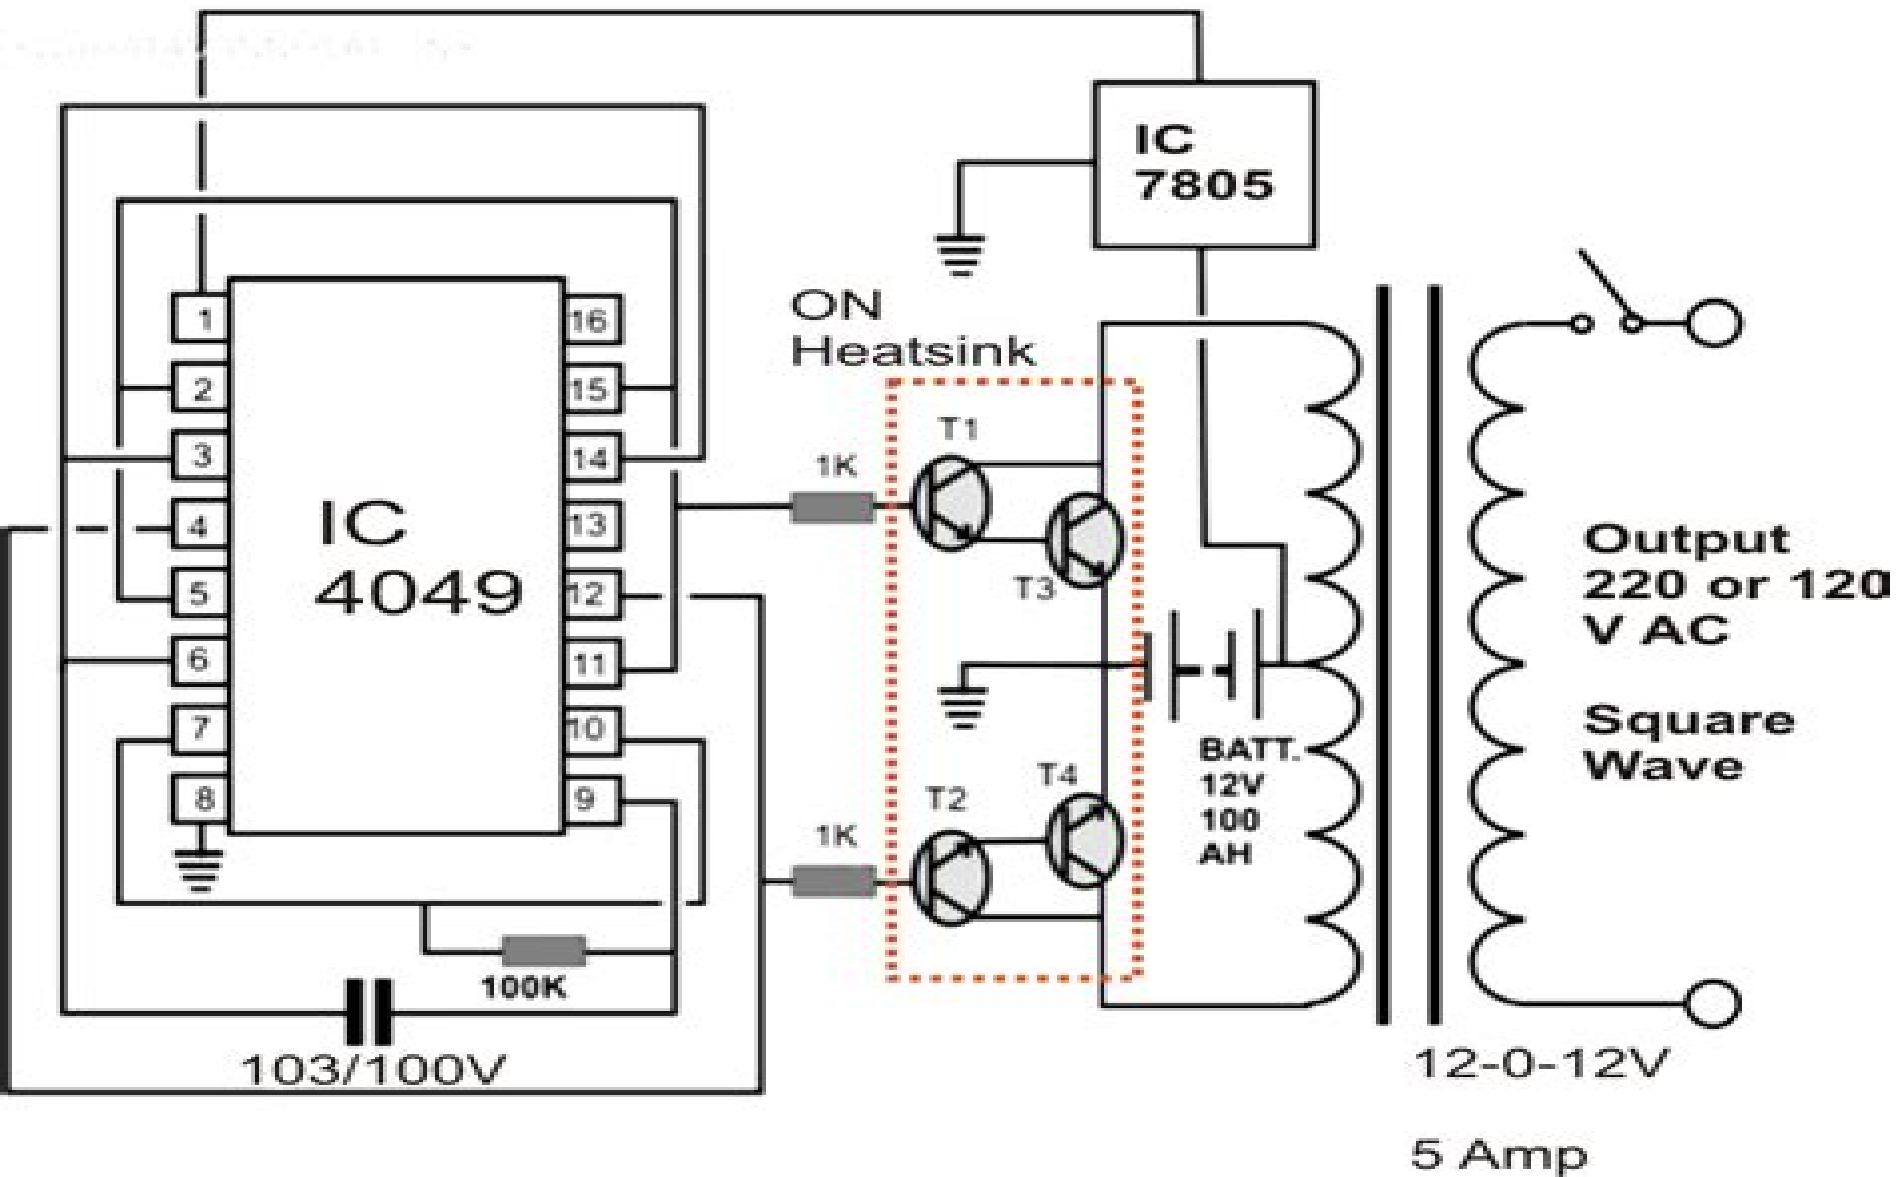 IC
7805
ON
Heatsink
1
2
3
4
5
6
7
8
16
15
14
13
12
11
10
9
IC
4049
1K
T1
T3
T4
T2
1K
BATT.
12V
100
AH
100K
103/100V
Output
220 or 120
V AC
Square
Wave
12-0-12V
5 Amp